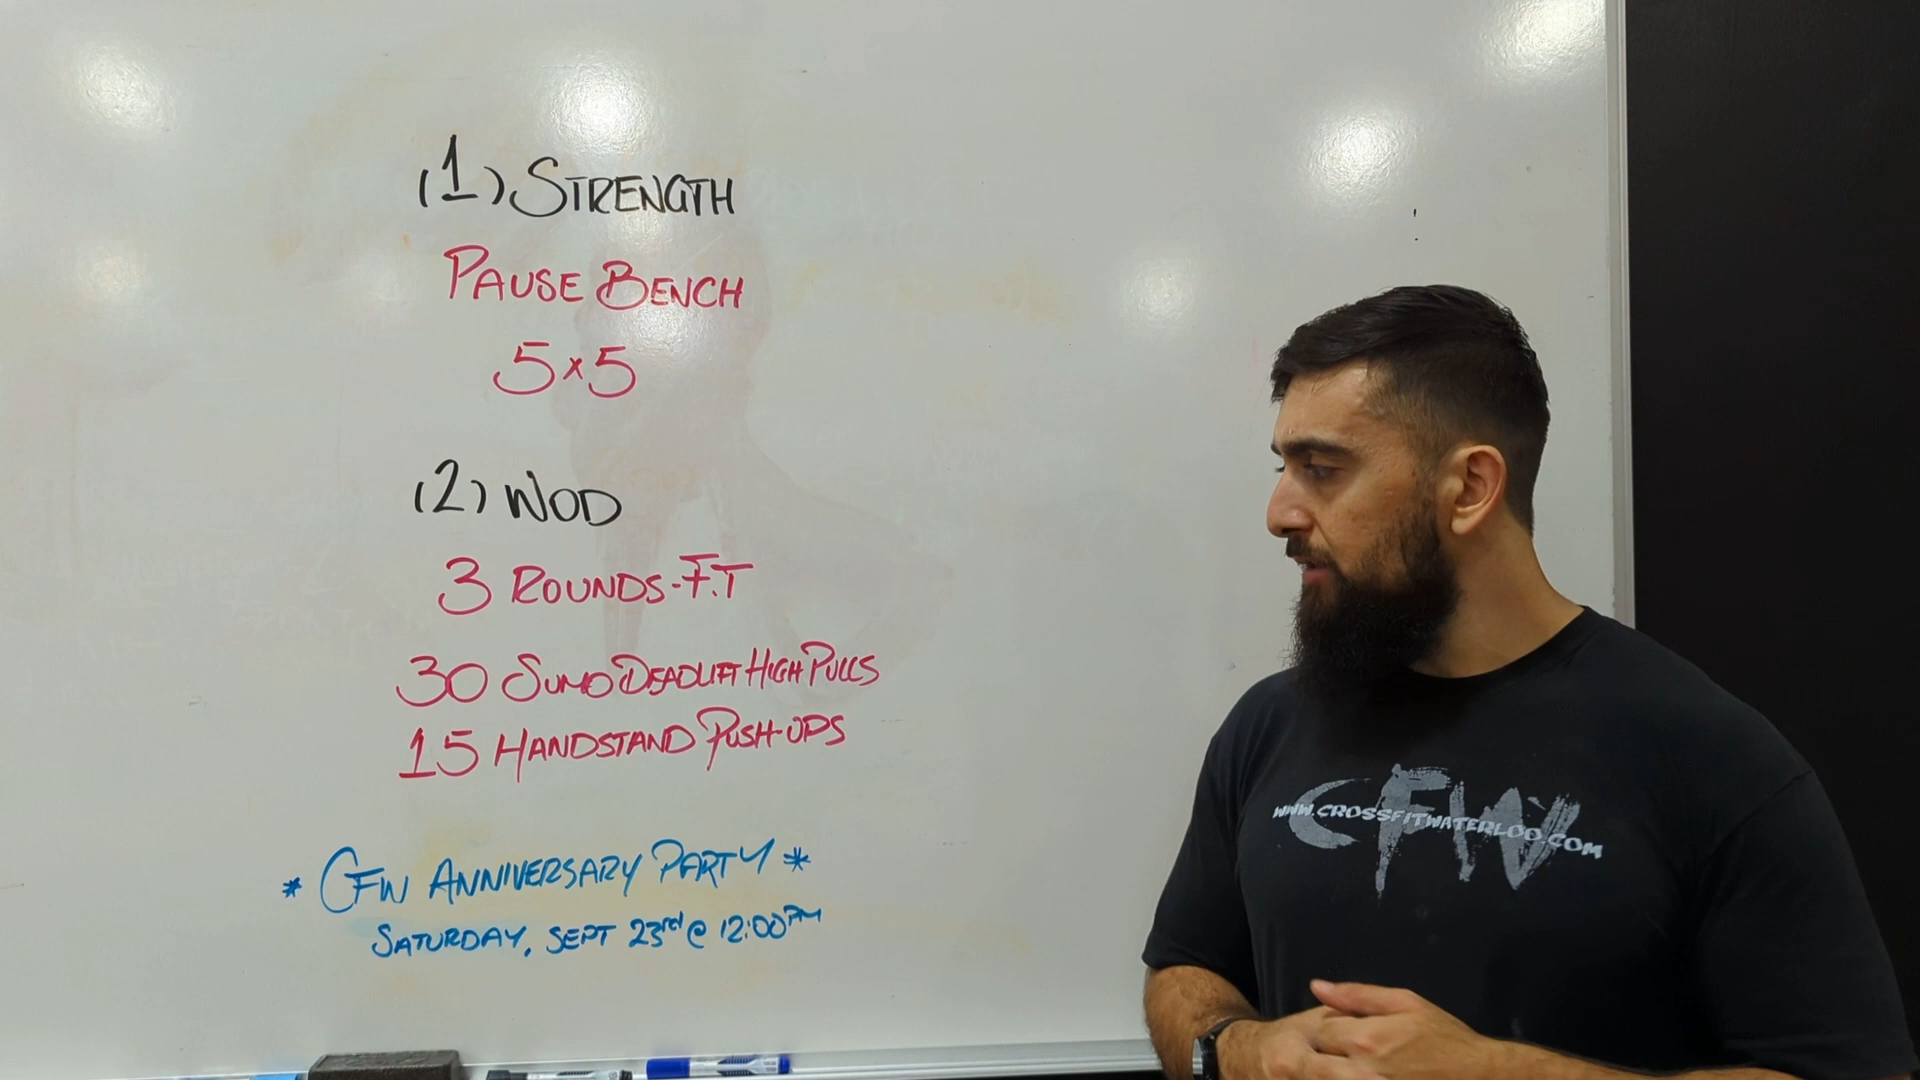 (1) STRENGTH
PAUSE BENCH
5x5
(2) WOD
3 ROUNDS-F.T
30 SUMO DEADLIFT HIGH PULLS
15 HANDSTAND PUSH-UPS
* CFW ANNIVERSARY PARTY *
SATURDAY, SEPT 23rd @ 12:00PM
CFW
WWW.CROSSFITWATERLOO.COM